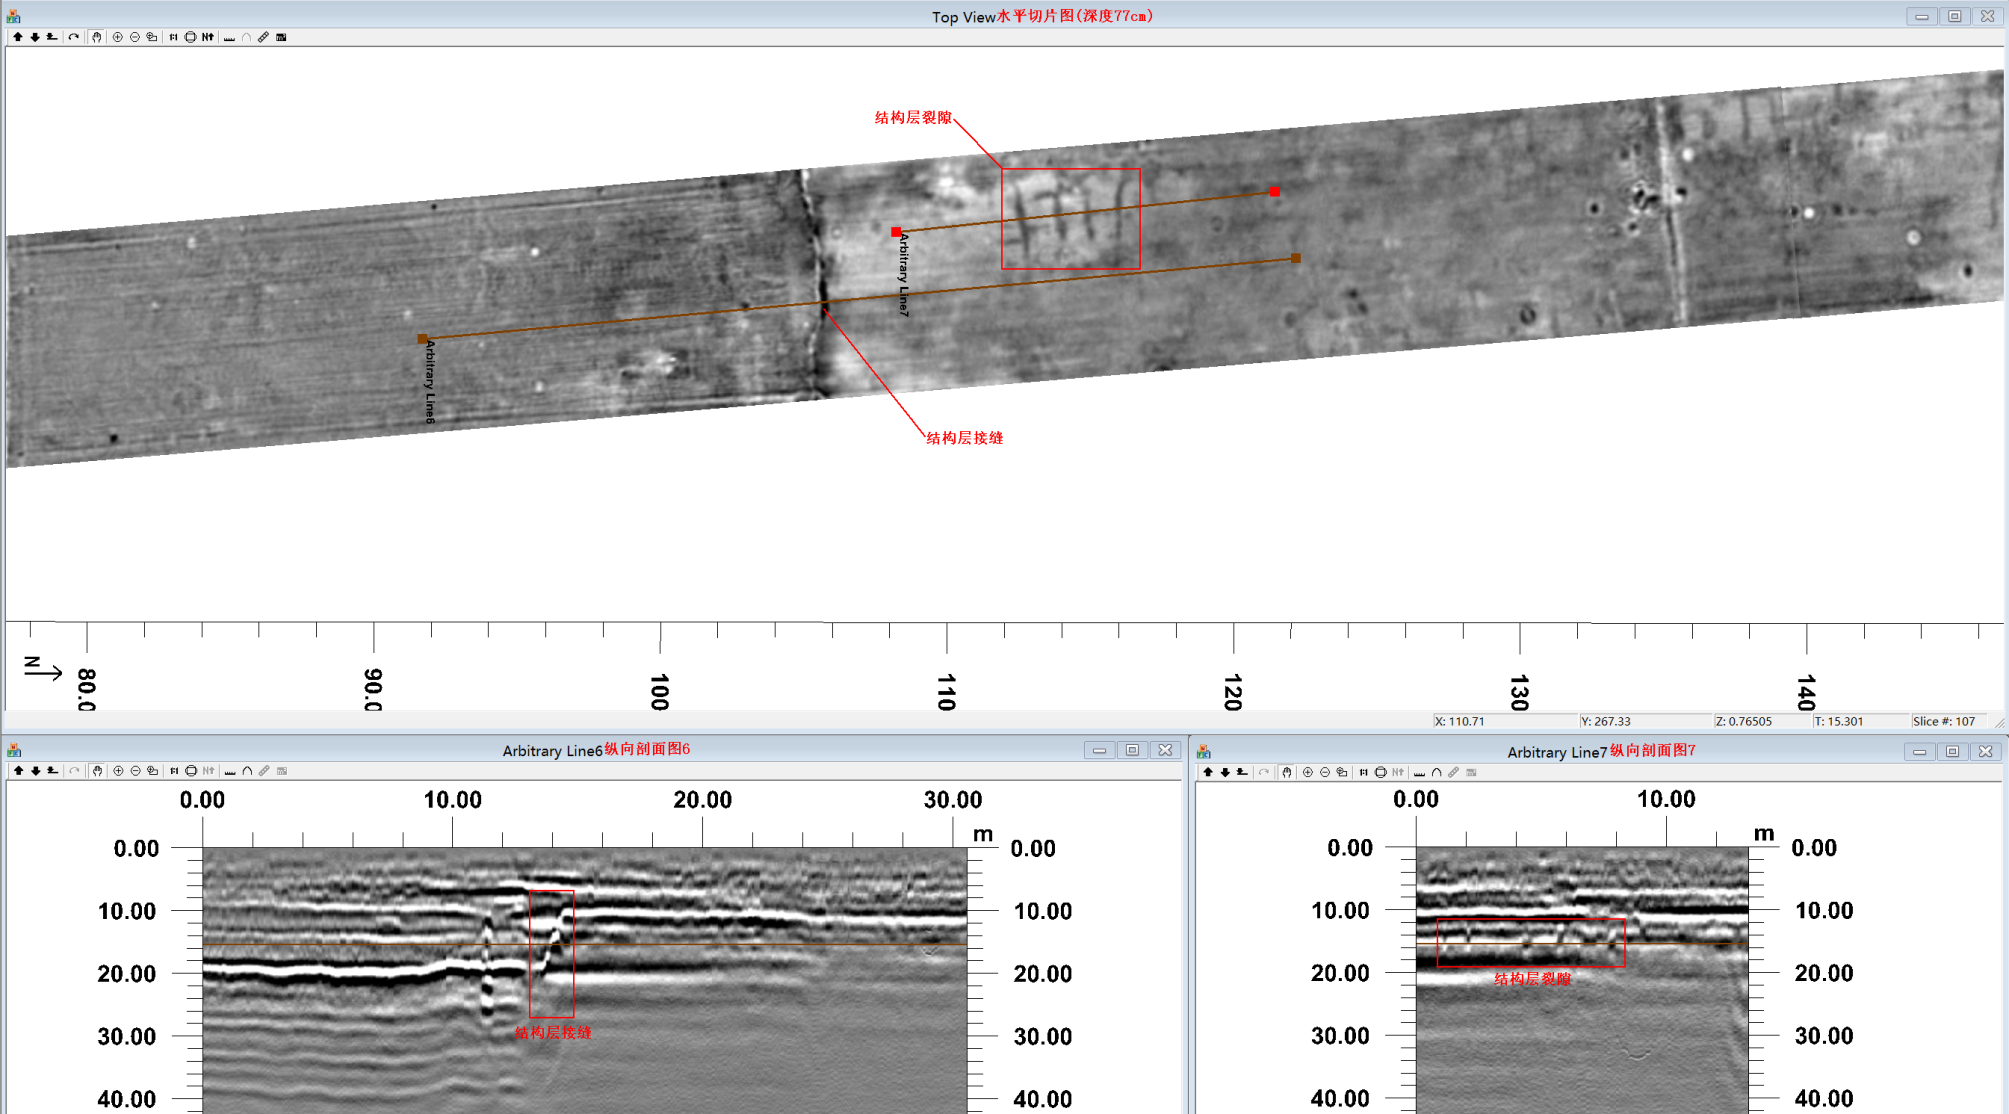 Top View水平切片图(深度77cm)
结构层裂隙
Arbitrary Line7
Arbitrary Line6
结构层接缝
N
80.0
90.0
100
110
120
130
140
X: 110.71
Y: 267.33
Z: 0.76505
T: 15.301
Slice #: 107
Arbitrary Line6纵向剖面图6
0.00
10.00
20.00
30.00
m
0.00
0.00
10.00
10.00
20.00
20.00
结构层接缝
30.00
30.00
40.00
40.00
Arbitrary Line7纵向剖面图7
0.00
10.00
m
0.00
0.00
10.00
10.00
20.00
20.00
结构层裂隙
30.00
30.00
40.00
40.00